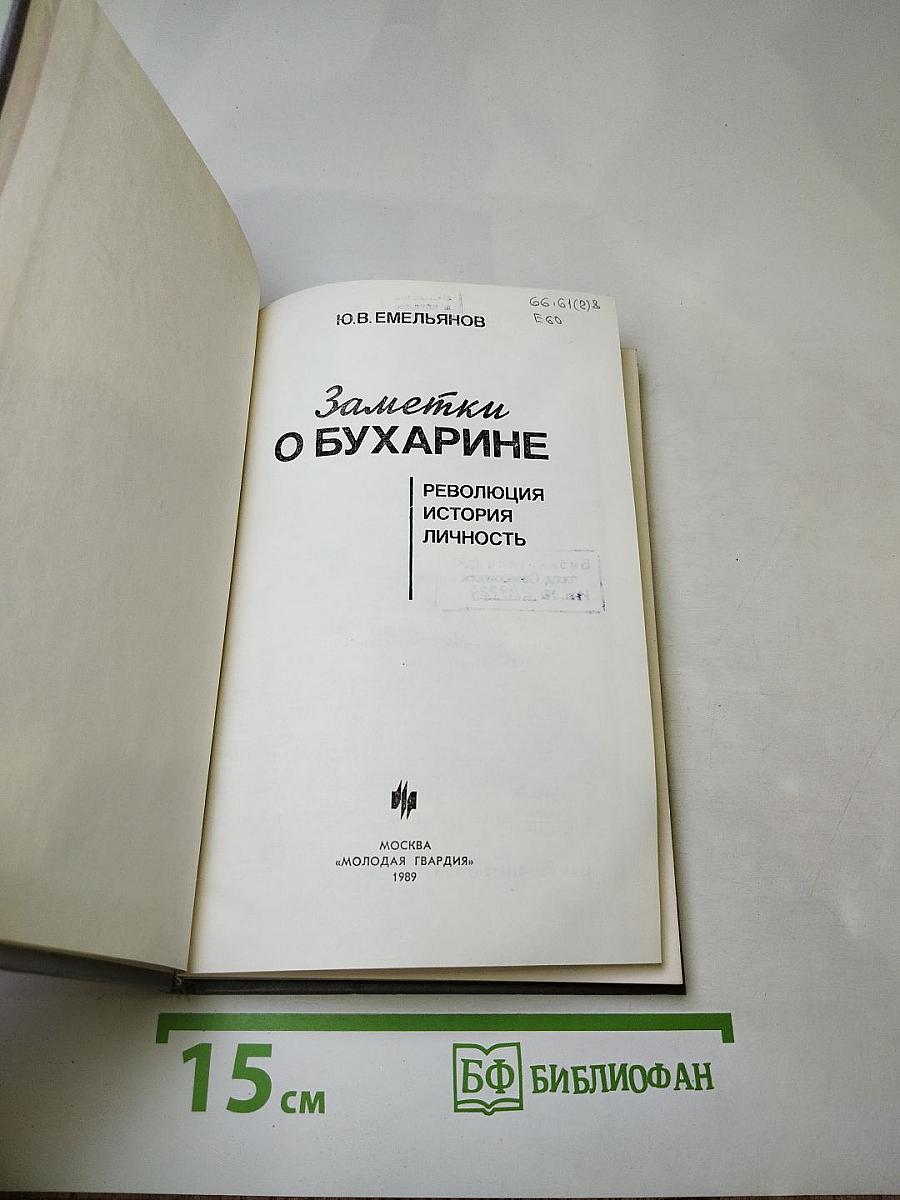 66.61(2)8
Е60
Ю.В. ЕМЕЛЬЯНОВ
Заметки
О БУХАРИНЕ
РЕВОЛЮЦИЯ
ИСТОРИЯ
ЛИЧНОСТЬ
МОСКВА
«МОЛОДАЯ ГВАРДИЯ»
1989
15 см
БФ БИБЛИОФАН